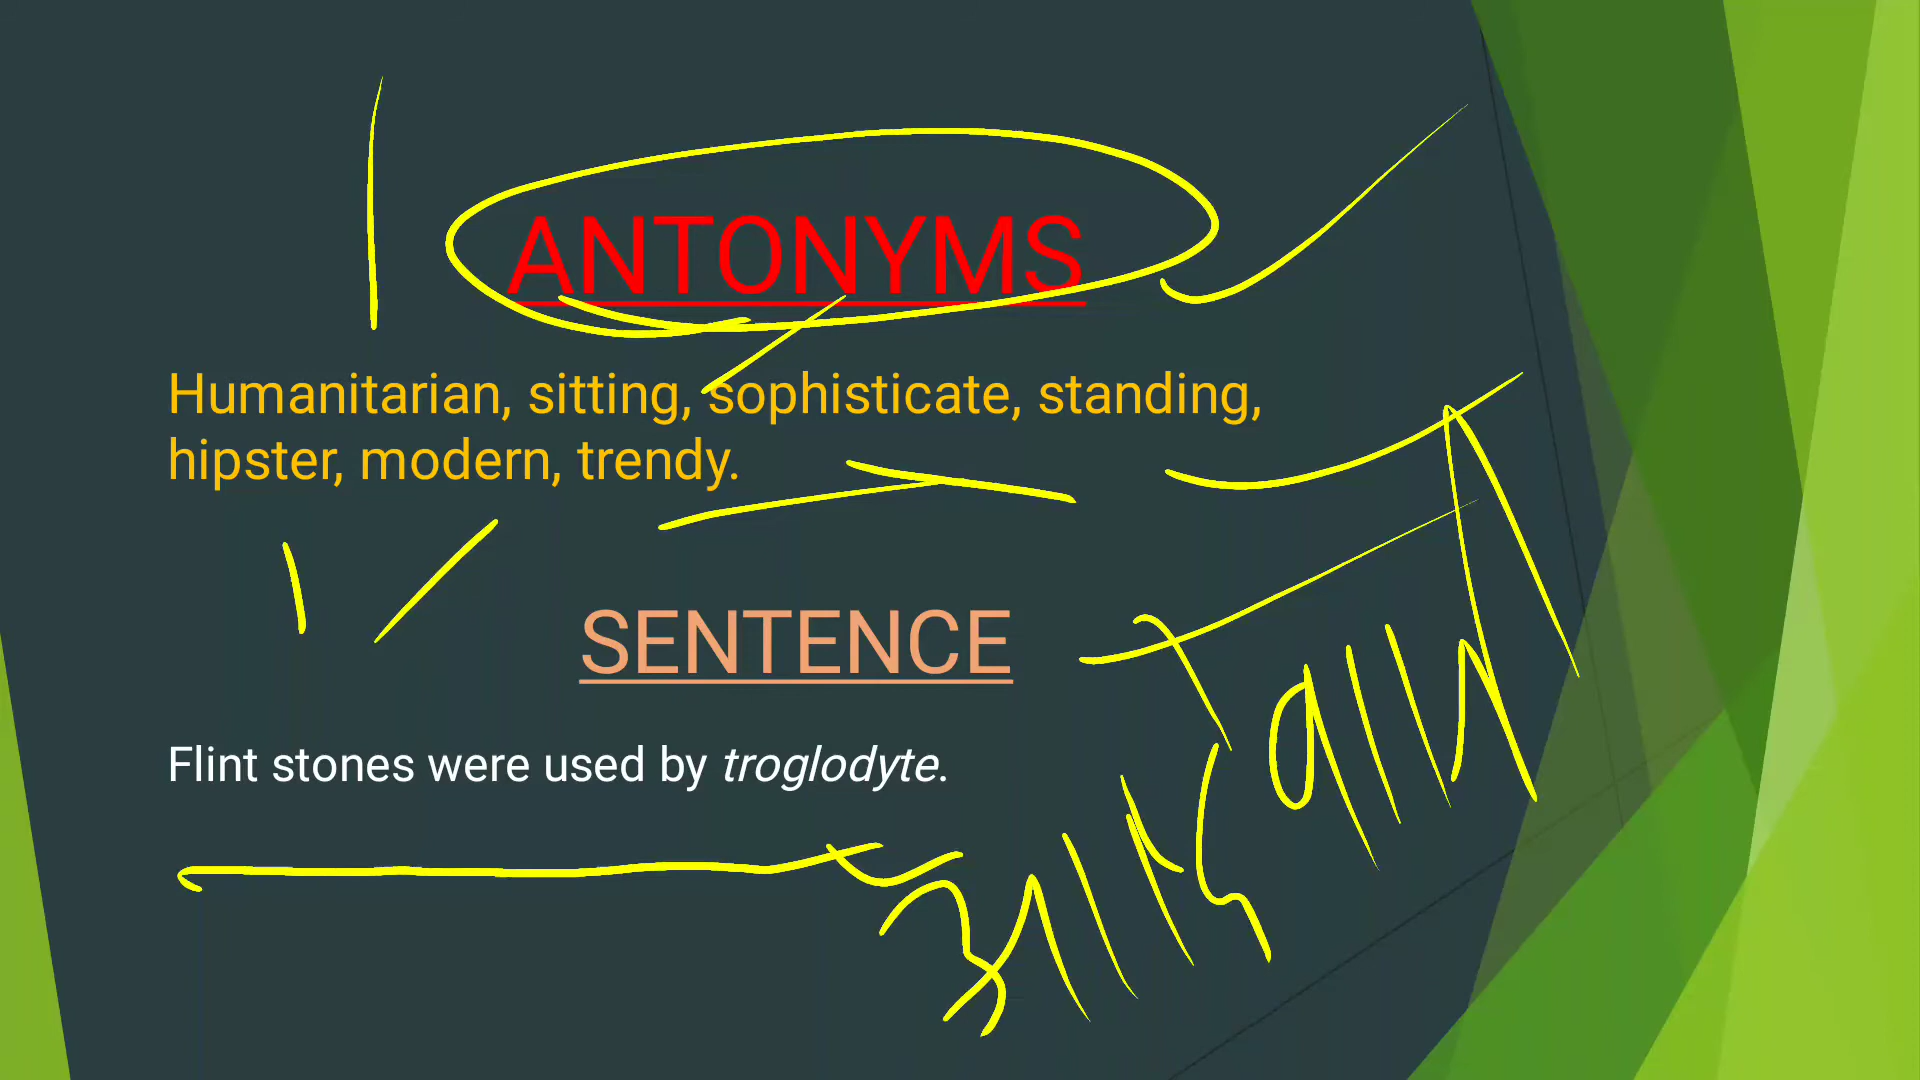 ANTONYMS
Humanitarian, sitting, sophisticate, standing,
hipster, modern, trendy.
SENTENCE
Flint stones were used by troglodyte.